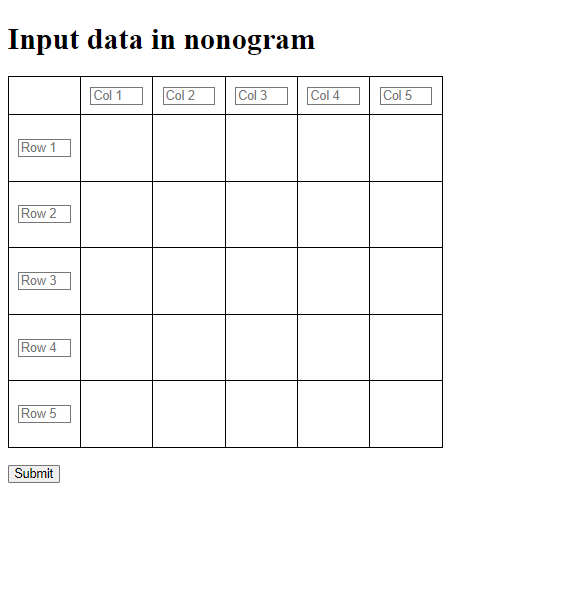 Input data in nonogram
Col 1 Col 2 Col 3 Col 4 Col 5
Row 1
Row 2
Row 3
Row 4
Row 5
Submit